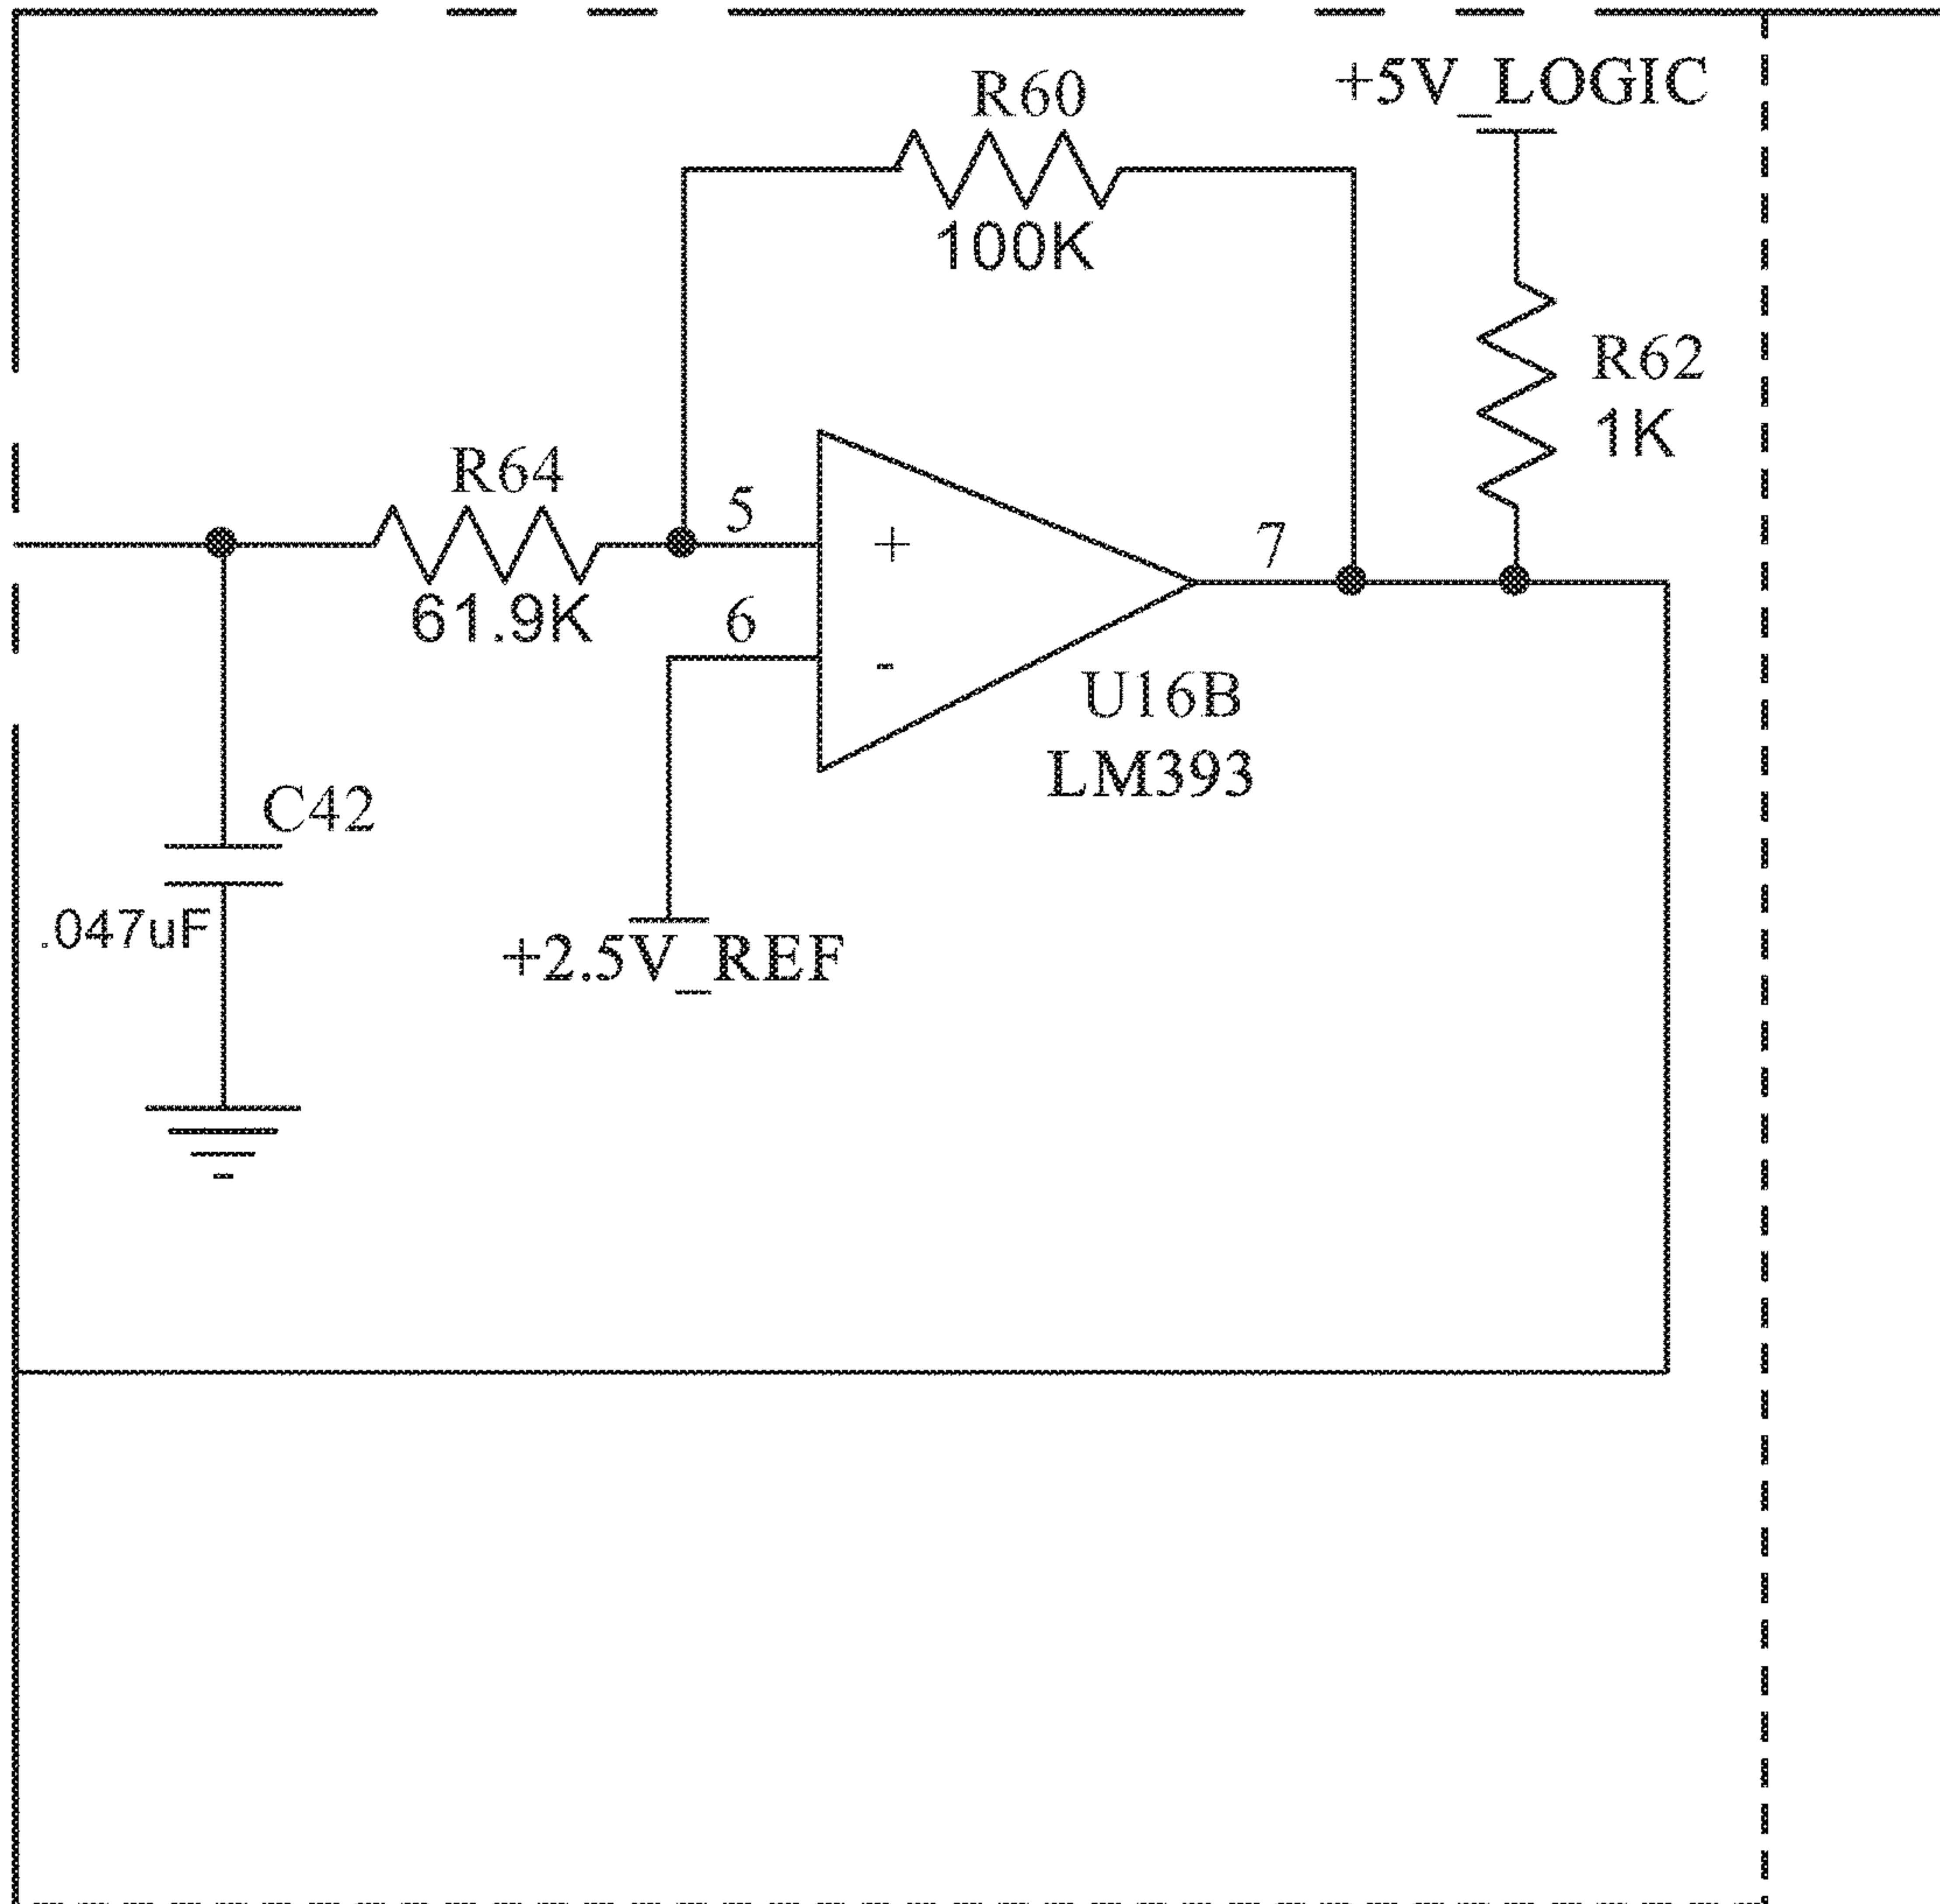 R60
100K
+5V_LOGIC
R62
1K
R64
61.9K
5
6
+
-
7
U16B
LM393
C42
.047uF
+2.5V_REF